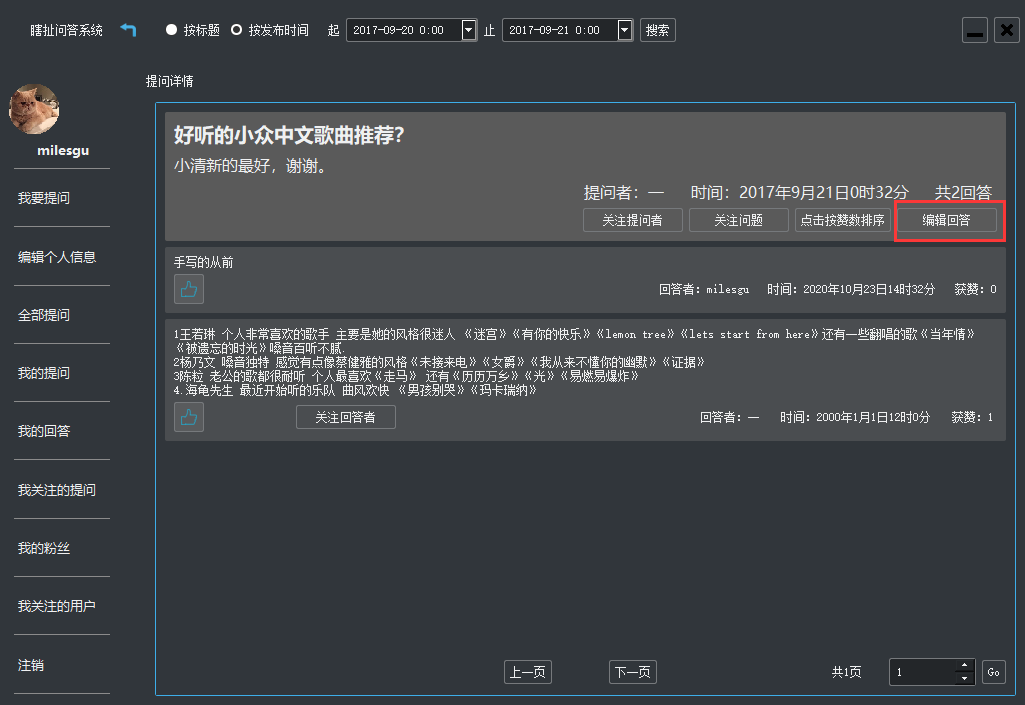 瞎扯问答系统 按标题 按发布时间 起 2017-09-20 0:00 止 2017-09-21 0:00 搜索
提问详情
milesgu
我要提问
编辑个人信息
全部提问
我的提问
我的回答
我关注的提问
我的粉丝
我关注的用户
注销
好听的小众中文歌曲推荐?
小清新的最好，谢谢。
提问者：一 时间：2017年9月21日0时32分 共2回答
关注提问者 关注问题 点击按赞数排序 编辑回答
手写的从前
回答者：milesgu 时间：2020年10月23日14时32分 获赞：0
1王若琳 个人非常喜欢的歌手 主要是她的风格很迷人 《迷宫》《有你的快乐》《lemon tree》《lets start from here》还有一些翻唱的歌《当年情》
《被遗忘的时光》嗓音百听不腻.
2杨乃文 嗓音独特 感觉有点像蔡健雅的风格《未接来电》《女爵》《我从来不懂你的幽默》《证据》
3陈粒 老公的歌都很耐听 个人最喜欢《走马》 还有《历历万乡》《光》《易燃易爆炸》
4.海龟先生 最近开始听的乐队 曲风欢快 《男孩别哭》《玛卡瑞纳》
关注回答者 回答者：一 时间：2000年1月1日12时0分 获赞：1
上一页 下一页 共1页 1 Go